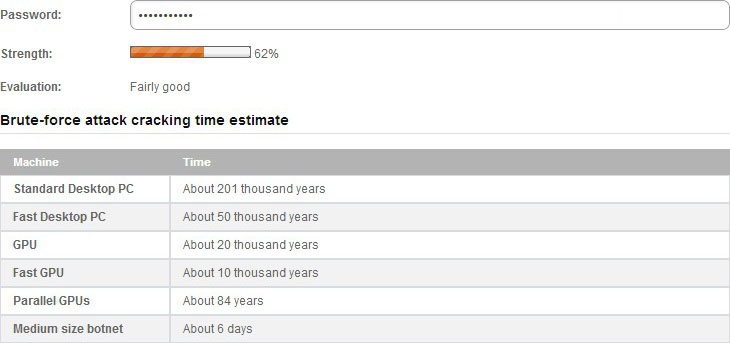 Password: •••••••••••
Strength: 62%
Evaluation: Fairly good
Brute-force attack cracking time estimate
Machine Time
Standard Desktop PC About 201 thousand years
Fast Desktop PC About 50 thousand years
GPU About 20 thousand years
Fast GPU About 10 thousand years
Parallel GPUs About 84 years
Medium size botnet About 6 days